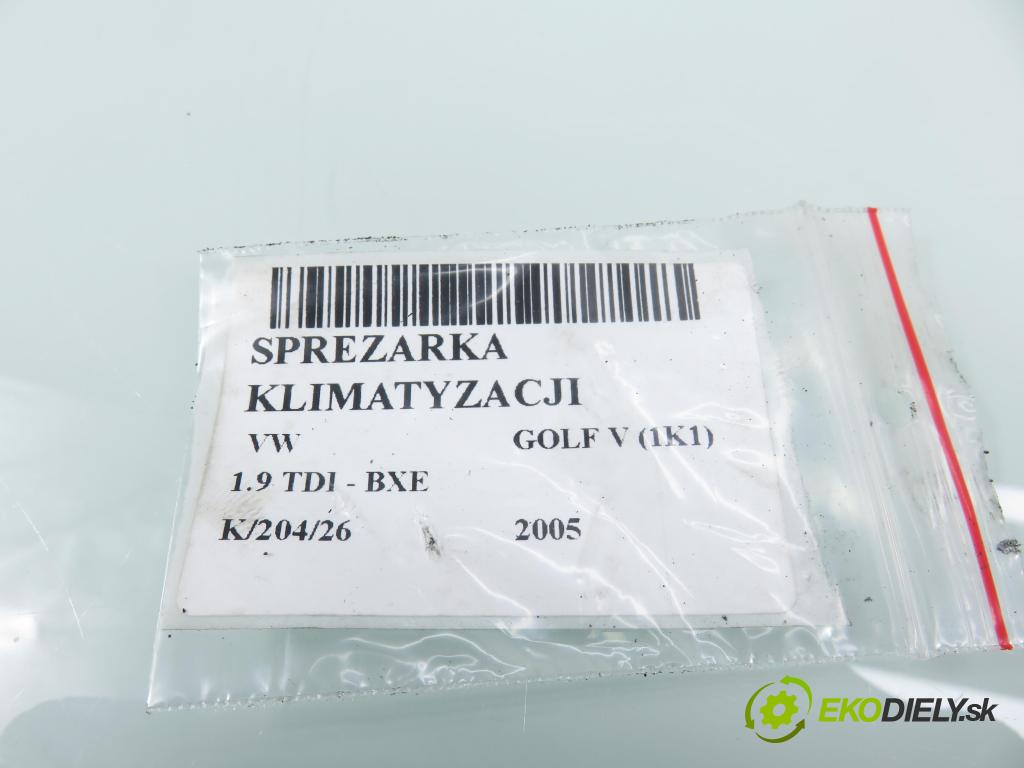 SPREZARKA
KLIMATYZACJI
VW GOLF V (1K1)
1.9 TDI - BXE
K/204/26 2005
EKODIELY.sk